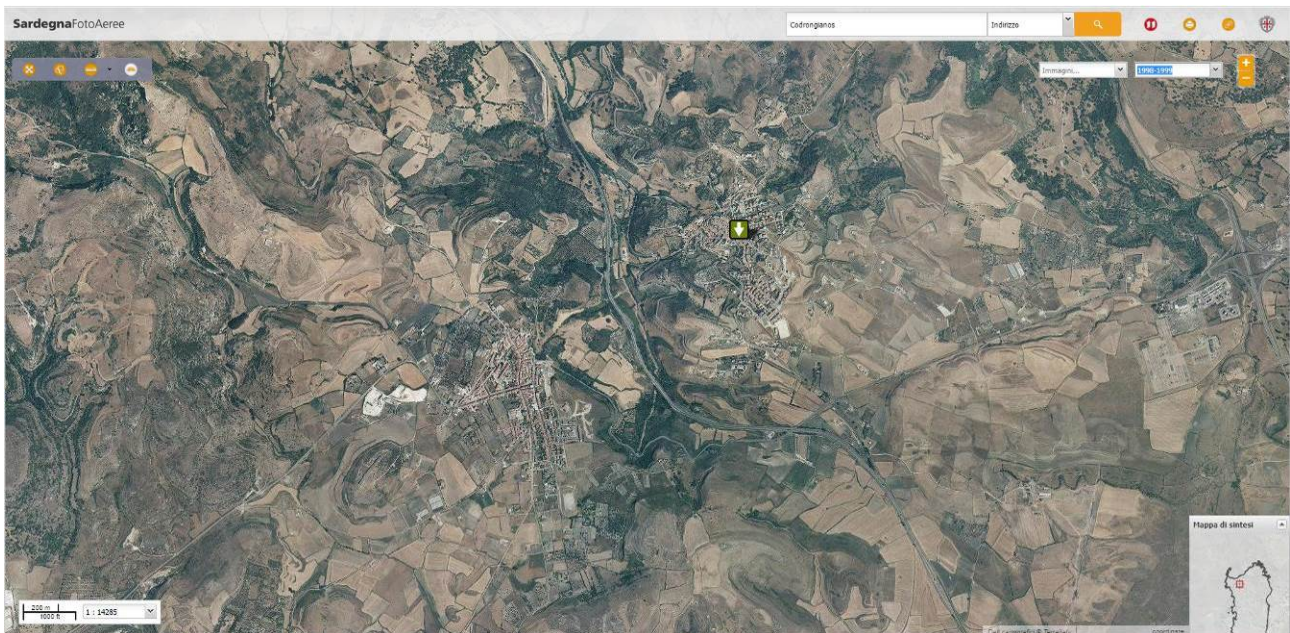 SardegnaFotoAeree
Codrongianos
Indirizzo
Immagini...
1990-1999
+
-
Mappa di sintesi
200 m
1000 ft
1 : 14285